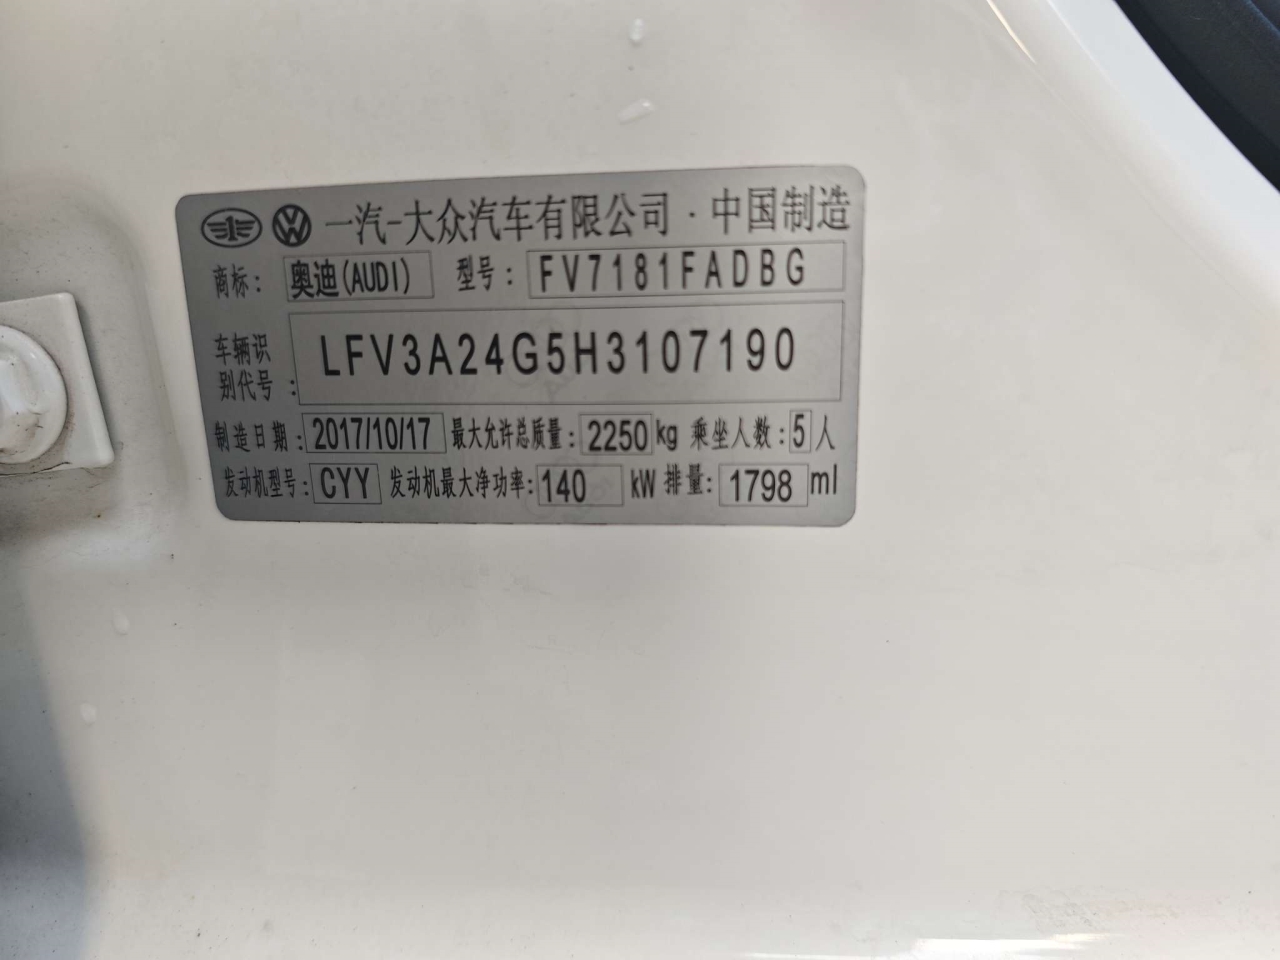 一汽-大众汽车有限公司·中国制造
商标: 奥迪(AUDI) 型号: FV7181FADBG
车辆识别代号: LFV3A24G5H3107190
制造日期: 2017/10/17 最大允许总质量: 2250kg 乘坐人数: 5人
发动机型号: CYY 发动机最大净功率: 140 kW 排量: 1798 ml